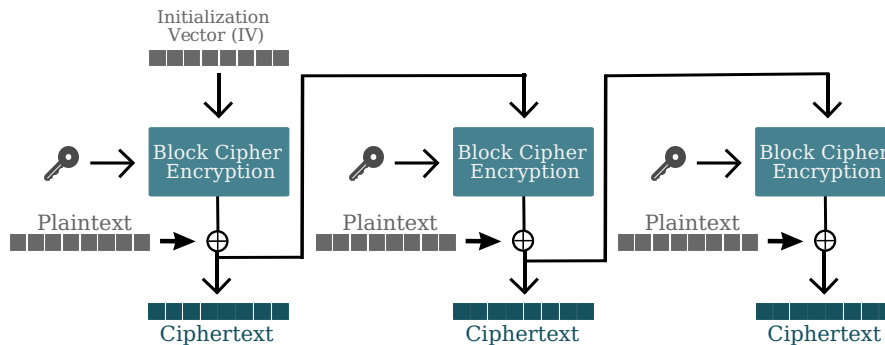 Initialization
Vector (IV)
Block Cipher
Encryption
Block Cipher
Encryption
Block Cipher
Encryption
Plaintext
Plaintext
Plaintext
Ciphertext
Ciphertext
Ciphertext